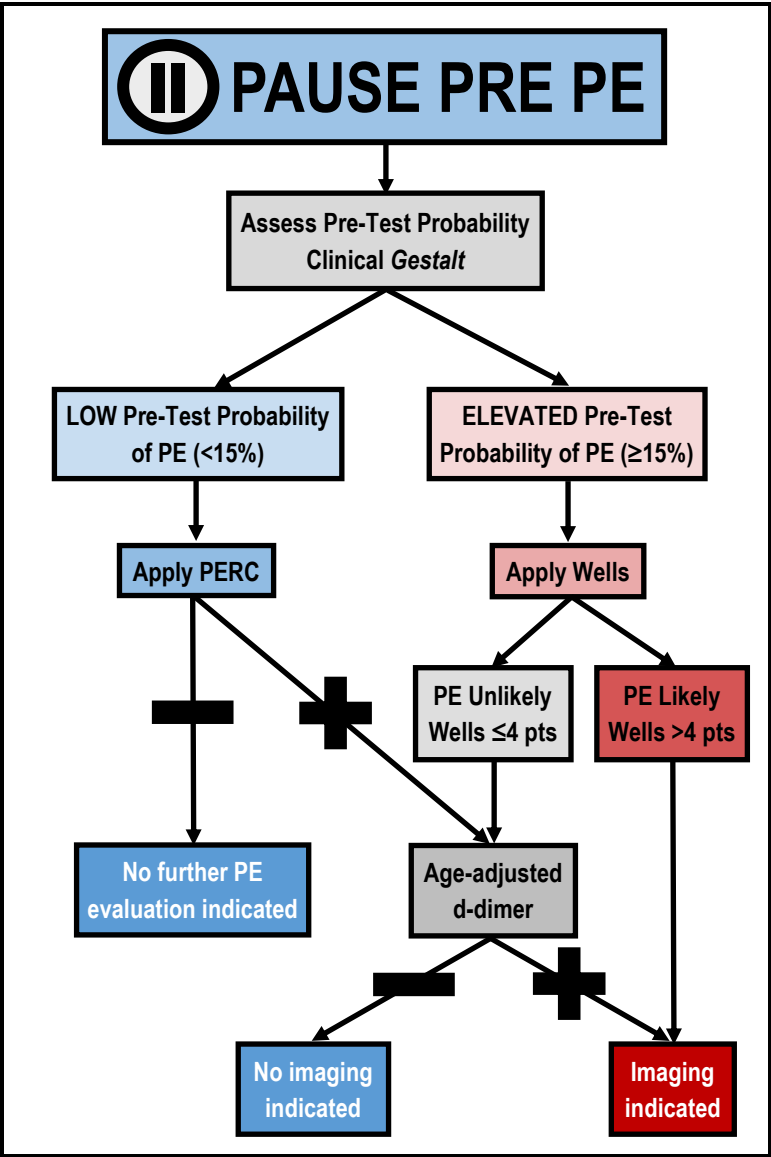 PAUSE PRE PE
Assess Pre-Test Probability
Clinical Gestalt
LOW Pre-Test Probability
of PE (<15%)
ELEVATED Pre-Test
Probability of PE (≥15%)
Apply PERC
Apply Wells
PE Unlikely
Wells ≤4 pts
PE Likely
Wells >4 pts
No further PE
evaluation indicated
Age-adjusted
d-dimer
No imaging
indicated
Imaging
indicated